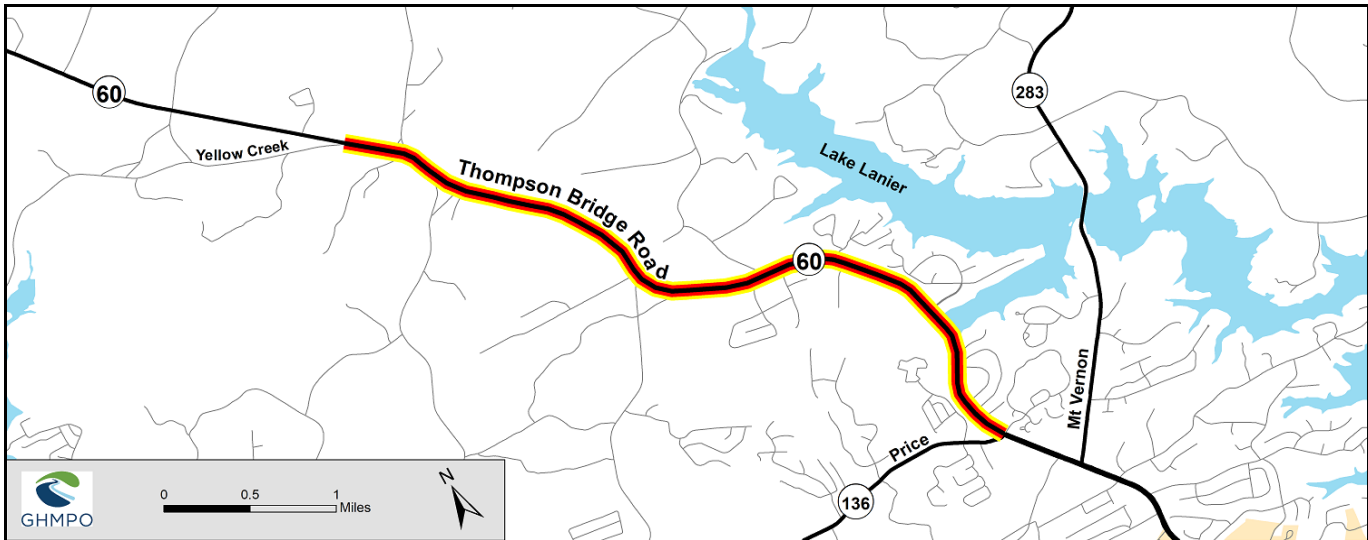 60
283
Yellow Creek
Thompson Bridge Road
Lake Lanier
60
Mt Vernon
Price
136
GHMPO
0 0.5 1
Miles
N